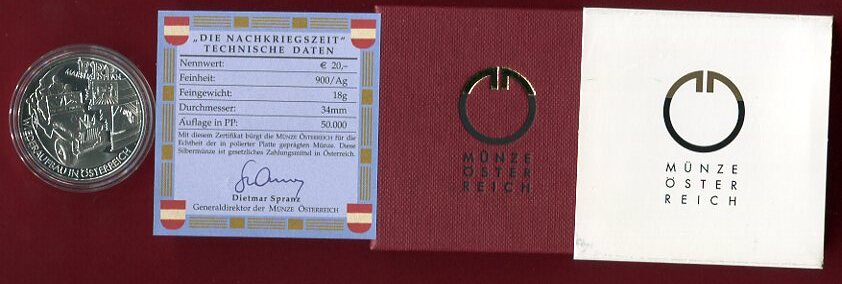 MARSHALLPLAN
WIEDERAUFBAU IN ÖSTERREICH
„DIE NACHKRIEGSZEIT"
TECHNISCHE DATEN
Nennwert: € 20,–
Feinheit: 900/Ag
Feingewicht: 18g
Durchmesser: 34mm
Auflage in PP: 50.000
Mit diesem Zertifikat bürgt die MÜNZE ÖSTERREICH für die
Echtheit der in polierter Platte geprägten Münze. Diese
Silbermünze ist gesetzliches Zahlungsmittel in Österreich.
Dietmar Spranz
Generaldirektor der MÜNZE ÖSTERREICH
MÜNZE
ÖSTER
REICH
MÜNZE
ÖSTER
REICH